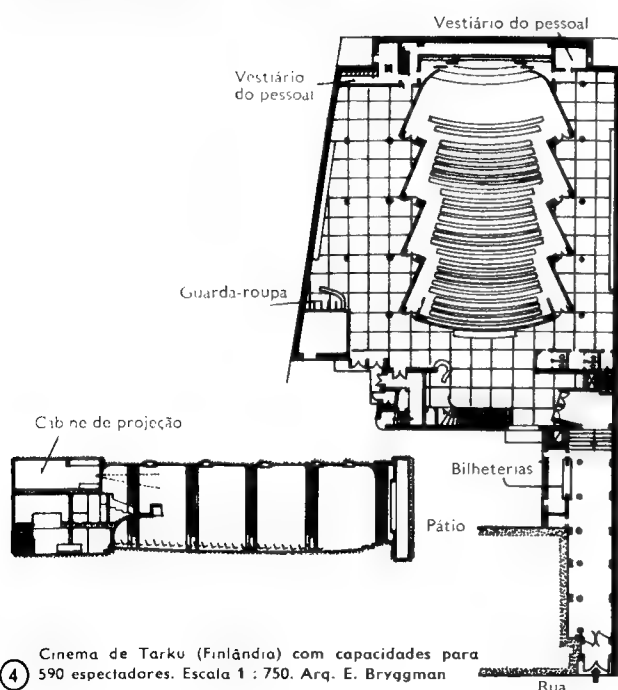 Vestiário do pessoal
Vestiário
do pessoal
Guarda-roupa
Cabine de projeção
Bilheterias
Pátio
Cinema de Tarku (Finlândia) com capacidades para
4 590 espectadores. Escala 1 : 750. Arq. E. Bryggman
Rua